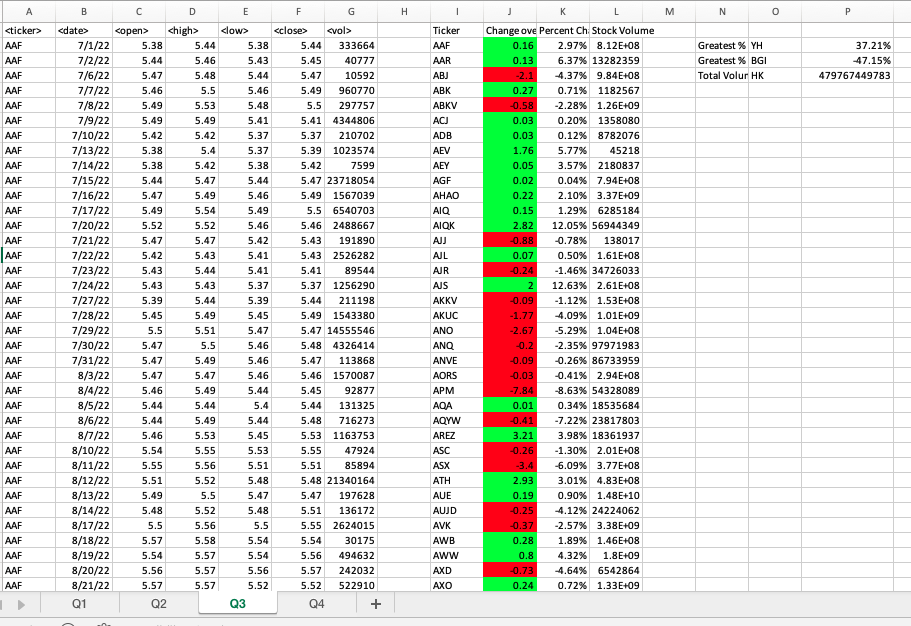 A B C D E F G H I J K L M N O P
<ticker> <date> <open> <high> <low> <close> <vol> Ticker Change ove Percent Ch Stock Volume
AAF 7/1/22 5.38 5.44 5.38 5.44 333664 AAF 0.16 2.97% 8.12E+08 Greatest % YH 37.21%
AAF 7/2/22 5.44 5.46 5.43 5.45 40777 AAR 0.13 6.37% 13282359 Greatest % BGI -47.15%
AAF 7/6/22 5.47 5.48 5.44 5.47 10592 ABJ -2.1 -4.37% 9.84E+08 Total Volur HK 479767449783
AAF 7/7/22 5.46 5.5 5.46 5.49 960770 ABK 0.27 0.71% 1182567
AAF 7/8/22 5.49 5.53 5.48 5.5 297757 ABKV -0.58 -2.28% 1.26E+09
AAF 7/9/22 5.49 5.49 5.41 5.41 4344806 ACJ 0.03 0.20% 1358080
AAF 7/10/22 5.42 5.42 5.37 5.37 210702 ADB 0.03 0.12% 8782076
AAF 7/13/22 5.38 5.4 5.37 5.39 1023574 AEV 1.76 5.77% 45218
AAF 7/14/22 5.38 5.42 5.38 5.42 7599 AEY 0.05 3.57% 2180837
AAF 7/15/22 5.44 5.47 5.44 5.47 23718054 AGF 0.02 0.04% 7.94E+08
AAF 7/16/22 5.47 5.49 5.46 5.49 1567039 AHAO 0.22 2.10% 3.37E+09
AAF 7/17/22 5.49 5.54 5.49 5.5 6540703 AIQ 0.15 1.29% 6285184
AAF 7/20/22 5.52 5.52 5.46 5.46 2488667 AIQK 2.82 12.05% 56944349
AAF 7/21/22 5.47 5.47 5.42 5.43 191890 AJJ -0.88 -0.78% 138017
AAF 7/22/22 5.42 5.43 5.41 5.43 2526282 AJL 0.07 0.50% 1.61E+08
AAF 7/23/22 5.43 5.44 5.41 5.41 89544 AJR -0.24 -1.46% 34726033
AAF 7/24/22 5.43 5.43 5.37 5.37 1256290 AJS 2 12.63% 2.61E+08
AAF 7/27/22 5.39 5.44 5.39 5.44 211198 AKKV -0.09 -1.12% 1.53E+08
AAF 7/28/22 5.45 5.49 5.45 5.49 1543380 AKUC -1.77 -4.09% 1.01E+09
AAF 7/29/22 5.5 5.51 5.47 5.47 14555546 ANO -2.67 -5.29% 1.04E+08
AAF 7/30/22 5.47 5.5 5.46 5.48 4326414 ANQ -0.2 -2.35% 97971983
AAF 7/31/22 5.47 5.49 5.46 5.47 113868 ANVE -0.09 -0.26% 86733959
AAF 8/3/22 5.47 5.47 5.46 5.46 1570087 AORS -0.03 -0.41% 2.94E+08
AAF 8/4/22 5.46 5.49 5.44 5.45 92877 APM -7.84 -8.63% 54328089
AAF 8/5/22 5.44 5.44 5.4 5.44 131325 AQA 0.01 0.34% 18535684
AAF 8/6/22 5.44 5.49 5.44 5.48 716273 AQYW -0.41 -7.22% 23817803
AAF 8/7/22 5.46 5.53 5.45 5.53 1163753 AREZ 3.21 3.98% 18361937
AAF 8/10/22 5.54 5.55 5.53 5.55 47924 ASC -0.26 -1.30% 2.01E+08
AAF 8/11/22 5.55 5.56 5.51 5.51 85894 ASX -3.4 -6.09% 3.77E+08
AAF 8/12/22 5.51 5.52 5.48 5.48 21340164 ATH 2.93 3.01% 4.83E+08
AAF 8/13/22 5.49 5.5 5.47 5.47 197628 AUE 0.19 0.90% 1.48E+10
AAF 8/14/22 5.48 5.52 5.48 5.51 136172 AUJD -0.25 -4.12% 24224062
AAF 8/17/22 5.5 5.56 5.5 5.55 2624015 AVK -0.37 -2.57% 3.38E+09
AAF 8/18/22 5.57 5.58 5.54 5.54 30175 AWB 0.28 1.89% 1.46E+08
AAF 8/19/22 5.54 5.57 5.54 5.56 494632 AWW 0.8 4.32% 1.8E+09
AAF 8/20/22 5.56 5.57 5.56 5.57 242032 AXD -0.73 -4.64% 6542864
AAF 8/21/22 5.57 5.57 5.52 5.52 522910 AXO 0.24 0.72% 1.33E+09
Q1 Q2 Q3 Q4 +